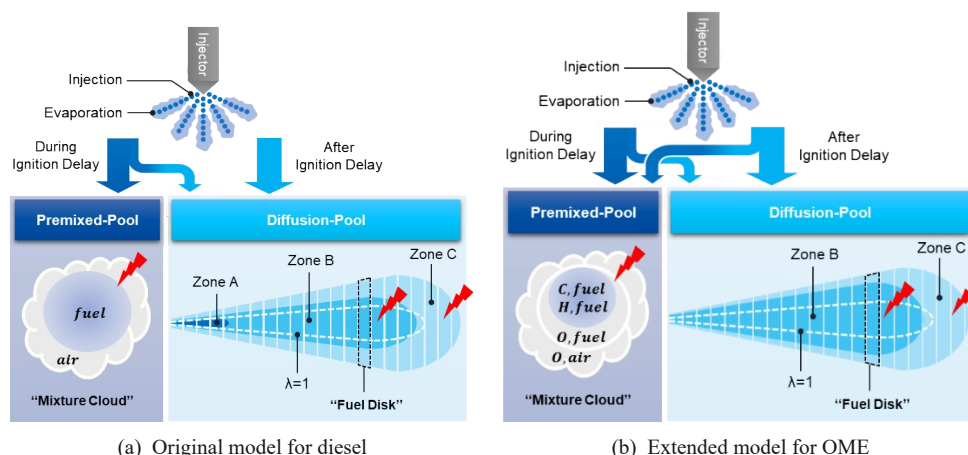 Injector
Injection
Evaporation
During
Ignition Delay
After
Ignition Delay
Premixed-Pool
Diffusion-Pool
fuel
air
"Mixture Cloud"
Zone A
Zone B
Zone C
λ=1
"Fuel Disk"
(a) Original model for diesel
Injector
Injection
Evaporation
During
Ignition Delay
After
Ignition Delay
Premixed-Pool
Diffusion-Pool
C, fuel
H, fuel
O, fuel
O, air
"Mixture Cloud"
Zone B
Zone C
λ=1
"Fuel Disk"
(b) Extended model for OME